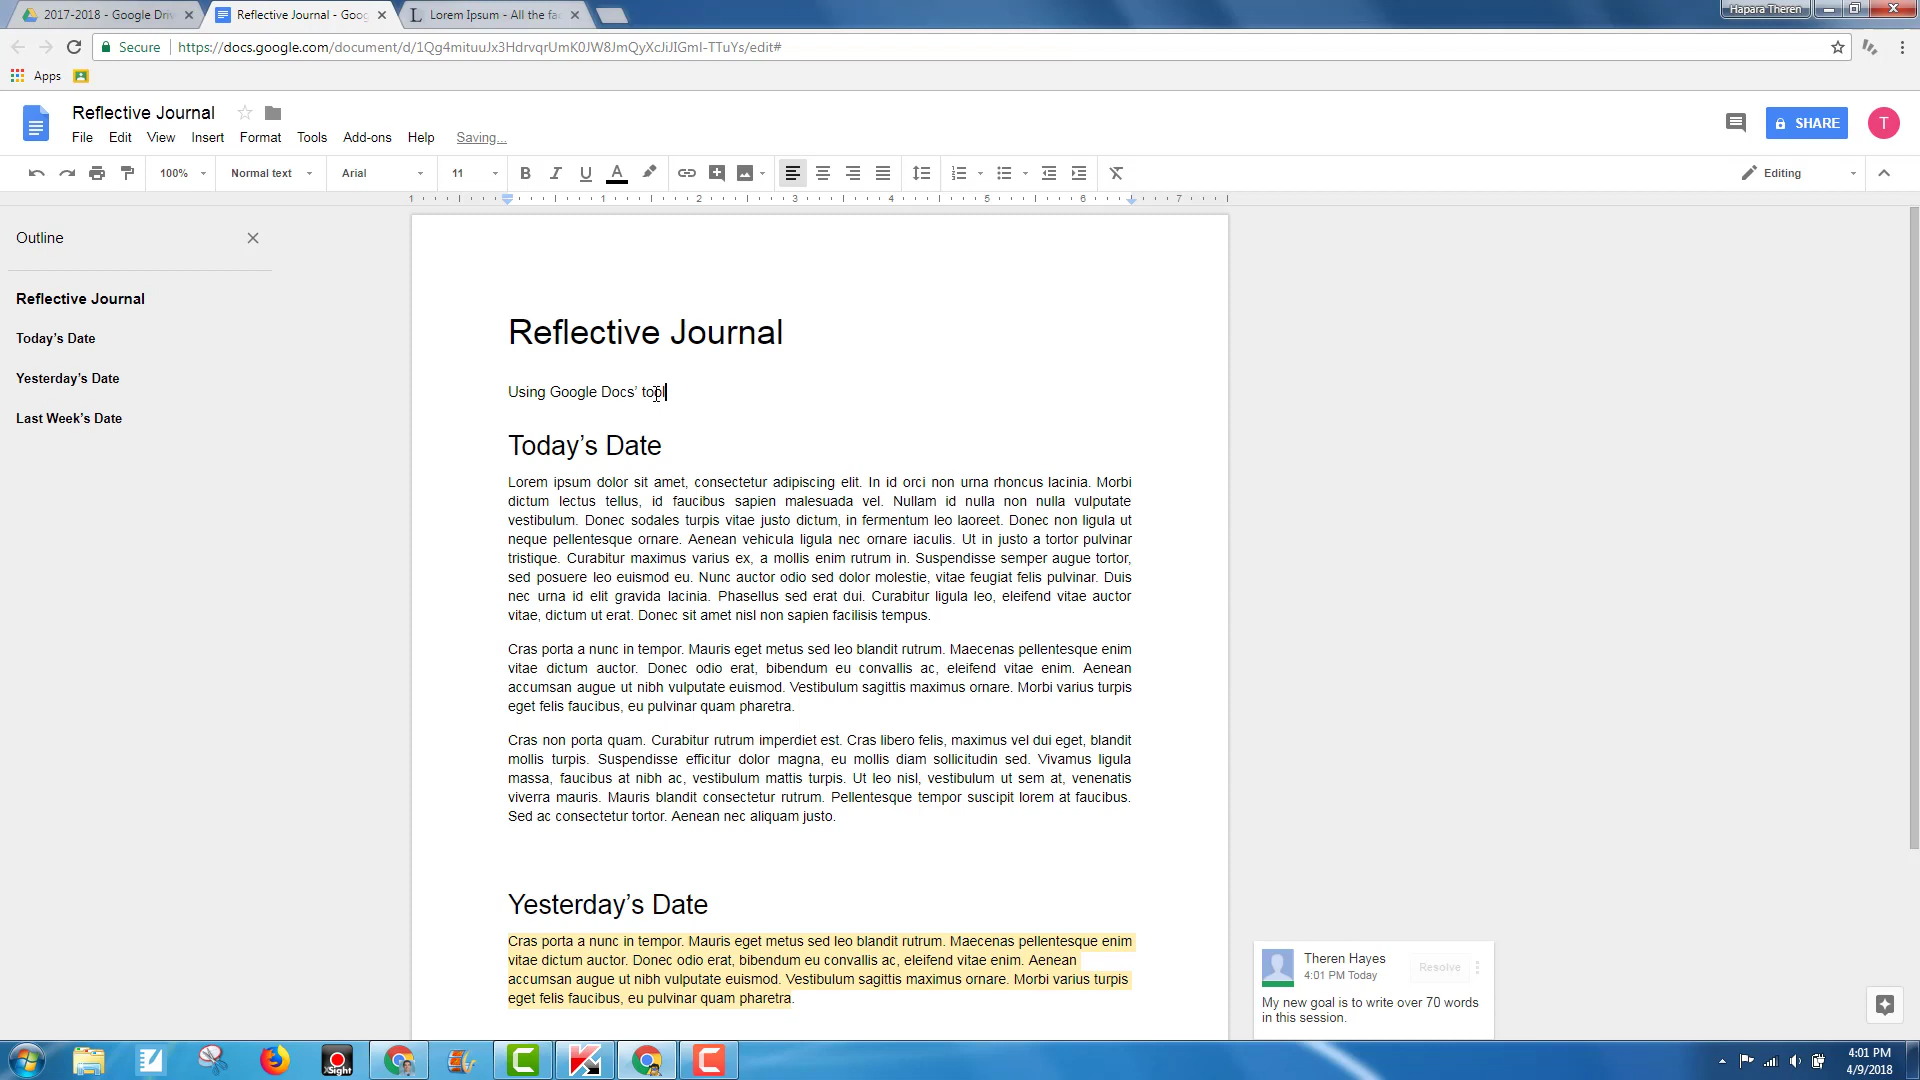 2017-2018 - Google Dri
Reflective Journal - Goog
Lorem Ipsum - All the fa
Hapara Theren
Secure
https://docs.google.com/document/d/1Qg4mituuJx3HdrvqrUmK0JW8JmQyXcJiJIGmI-TTuYs/edit#
Apps
Reflective Journal
File Edit View Insert Format Tools Add-ons Help Saving...
SHARE
T
100% Normal text Arial 11 B I U A
Editing
1 1 2 3 4 5 6 7
Outline
Reflective Journal
Today's Date
Yesterday's Date
Last Week's Date
Reflective Journal
Using Google Docs' tool
Today's Date
Lorem ipsum dolor sit amet, consectetur adipiscing elit. In id orci non urna rhoncus lacinia. Morbi
dictum lectus tellus, id faucibus sapien malesuada vel. Nullam id nulla non nulla vulputate
vestibulum. Donec sodales turpis vitae justo dictum, in fermentum leo laoreet. Donec non ligula ut
neque pellentesque ornare. Aenean vehicula ligula nec ornare iaculis. Ut in justo a tortor pulvinar
tristique. Curabitur maximus varius ex, a mollis enim rutrum in. Suspendisse semper augue tortor,
sed posuere leo euismod eu. Nunc auctor odio sed dolor molestie, vitae feugiat felis pulvinar. Duis
nec urna id elit gravida lacinia. Phasellus sed erat dui. Curabitur ligula leo, eleifend vitae auctor
vitae, dictum ut erat. Donec sit amet nisl non sapien facilisis tempus.
Cras porta a nunc in tempor. Mauris eget metus sed leo blandit rutrum. Maecenas pellentesque enim
vitae dictum auctor. Donec odio erat, bibendum eu convallis ac, eleifend vitae enim. Aenean
accumsan augue ut nibh vulputate euismod. Vestibulum sagittis maximus ornare. Morbi varius turpis
eget felis faucibus, eu pulvinar quam pharetra.
Cras non porta quam. Curabitur rutrum imperdiet est. Cras libero felis, maximus vel dui eget, blandit
mollis turpis. Suspendisse efficitur dolor magna, eu mollis diam sollicitudin sed. Vivamus ligula
massa, faucibus at nibh ac, vestibulum mattis turpis. Ut leo nisl, vestibulum ut sem at, venenatis
viverra mauris. Mauris blandit consectetur rutrum. Pellentesque tempor suscipit lorem at faucibus.
Sed ac consectetur tortor. Aenean nec aliquam justo.
Yesterday's Date
Cras porta a nunc in tempor. Mauris eget metus sed leo blandit rutrum. Maecenas pellentesque enim
vitae dictum auctor. Donec odio erat, bibendum eu convallis ac, eleifend vitae enim. Aenean
accumsan augue ut nibh vulputate euismod. Vestibulum sagittis maximus ornare. Morbi varius turpis
eget felis faucibus, eu pulvinar quam pharetra.
Theren Hayes
4:01 PM Today
Resolve
My new goal is to write over 70 words
in this session.
XSight
4:01 PM
4/9/2018